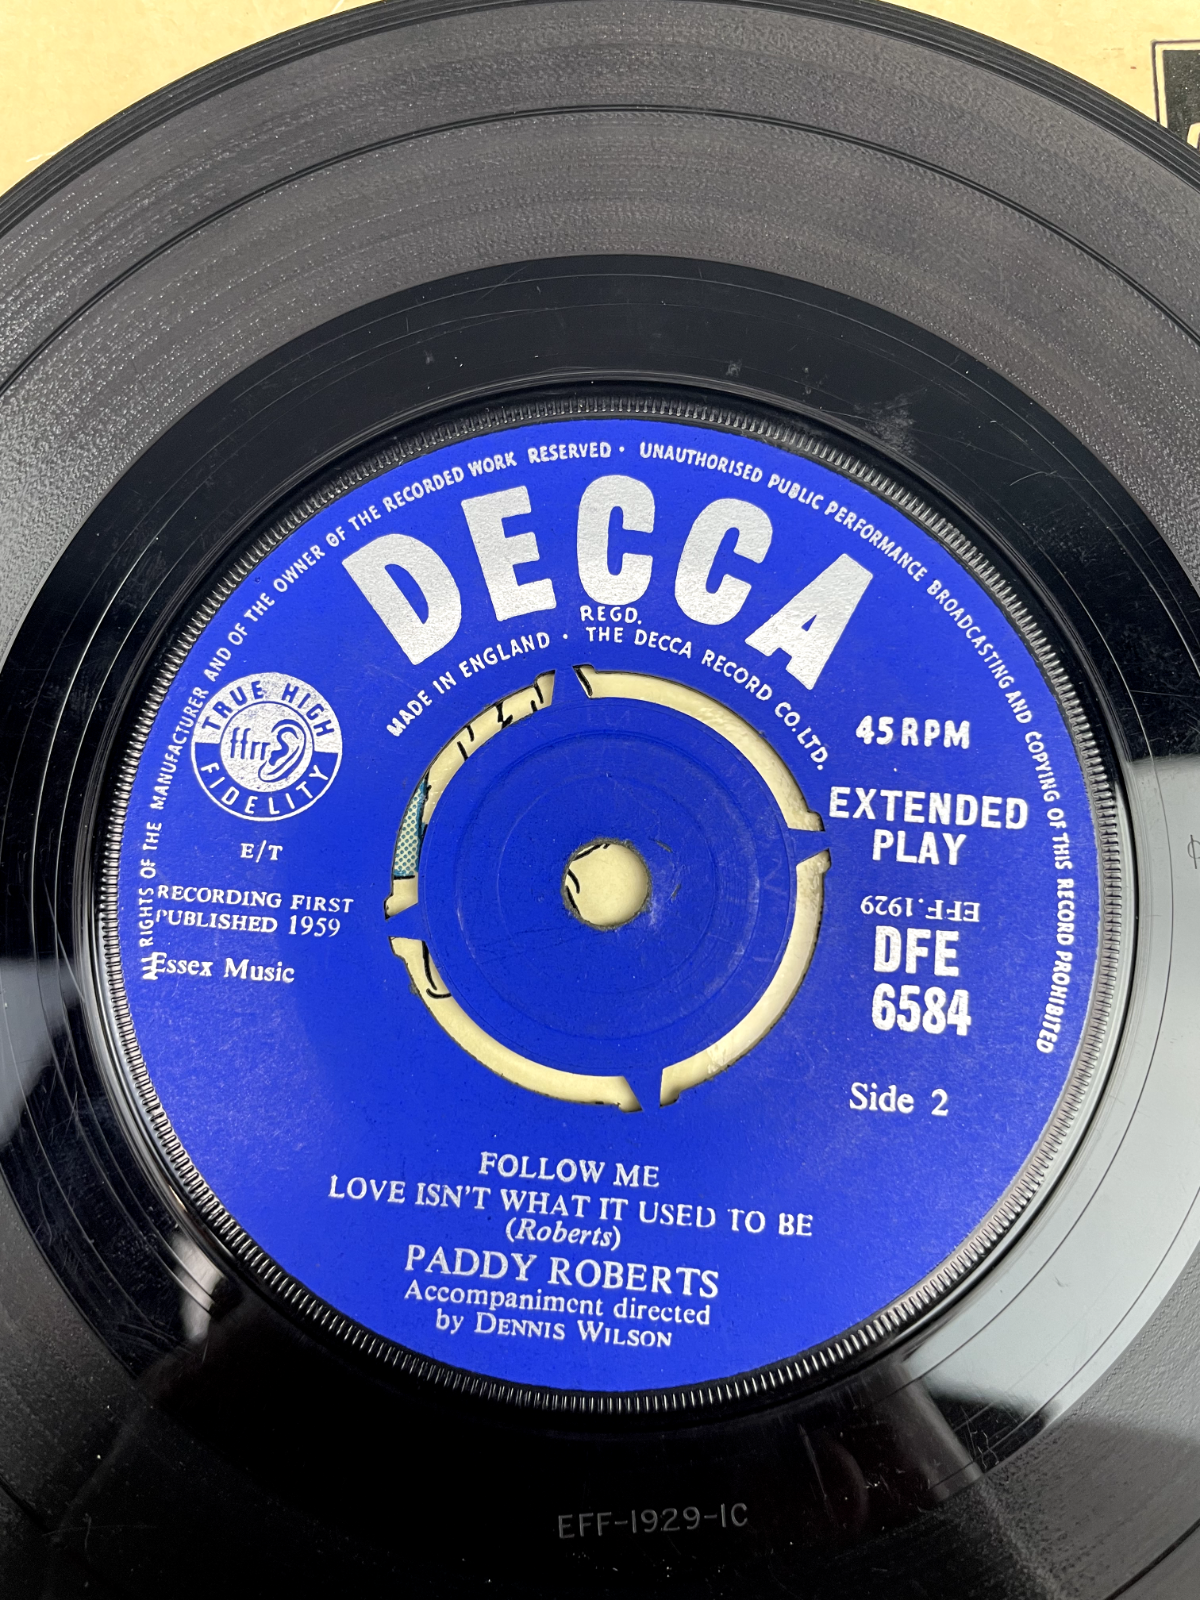 ALL RIGHTS OF THE MANUFACTURER AND OF THE OWNER OF THE RECORDED WORK RESERVED · UNAUTHORISED PUBLIC PERFORMANCE BROADCASTING AND COPYING OF THIS RECORD PROHIBITED
DECCA
REGD.
MADE IN ENGLAND · THE DECCA RECORD CO. LTD.
TRUE HIGH
ffrr
FIDELITY
E/T
RECORDING FIRST
PUBLISHED 1959
Essex Music
45 RPM
EXTENDED
PLAY
EFF.1929
DFE
6584
Side 2
FOLLOW ME
LOVE ISN'T WHAT IT USED TO BE
(Roberts)
PADDY ROBERTS
Accompaniment directed
by DENNIS WILSON
EFF-1929-1C